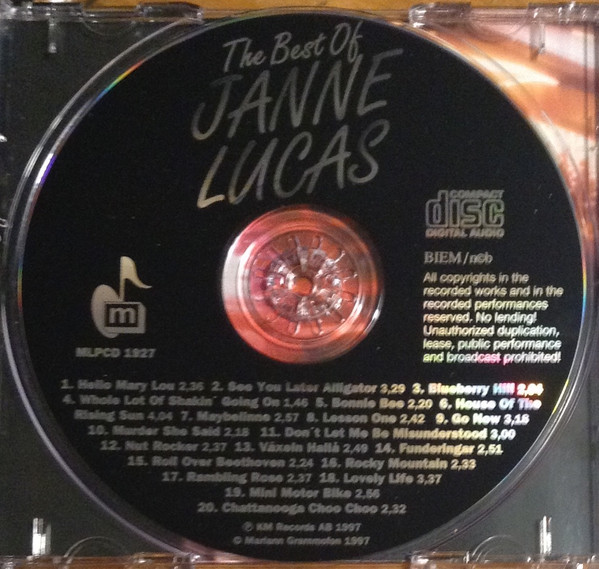 The Best Of
JANNE
LUCAS
COMPACT
disc
DIGITAL AUDIO
BIEM/n©b
All copyrights in the
recorded works and in the
recorded performances
reserved. No lending!
Unauthorized duplication,
lease, public performance
and broadcast prohibited!
m
MLPCD 1927
1. Hello Mary Lou 2,36 2. See You Later Alligator 3,29 3. Blueberry Hill 2,04
4. Whole Lot Of Shakin´ Going On 1,46 5. Bonnie Bee 2,20 6. House Of The
Rising Sun 4,04 7. Maybeline 2,57 8. Lesson One 2,42 9. Go Now 3,18
10. Murder She Said 2,18 11. Don´t Let Me Be Misunderstood 3,00
12. Nut Rocker 2,37 13. Växeln Hallå 2,49 14. Funderingar 2,51
15. Roll Over Beethoven 2,24 16. Rocky Mountain 2,33
17. Rambling Rose 2,37 18. Lovely Life 3,37
19. Mini Motor Bike 2,56
20. Chattanooga Choo Choo 2,32
℗ KM Records AB 1997
© Mariann Grammofon 1997